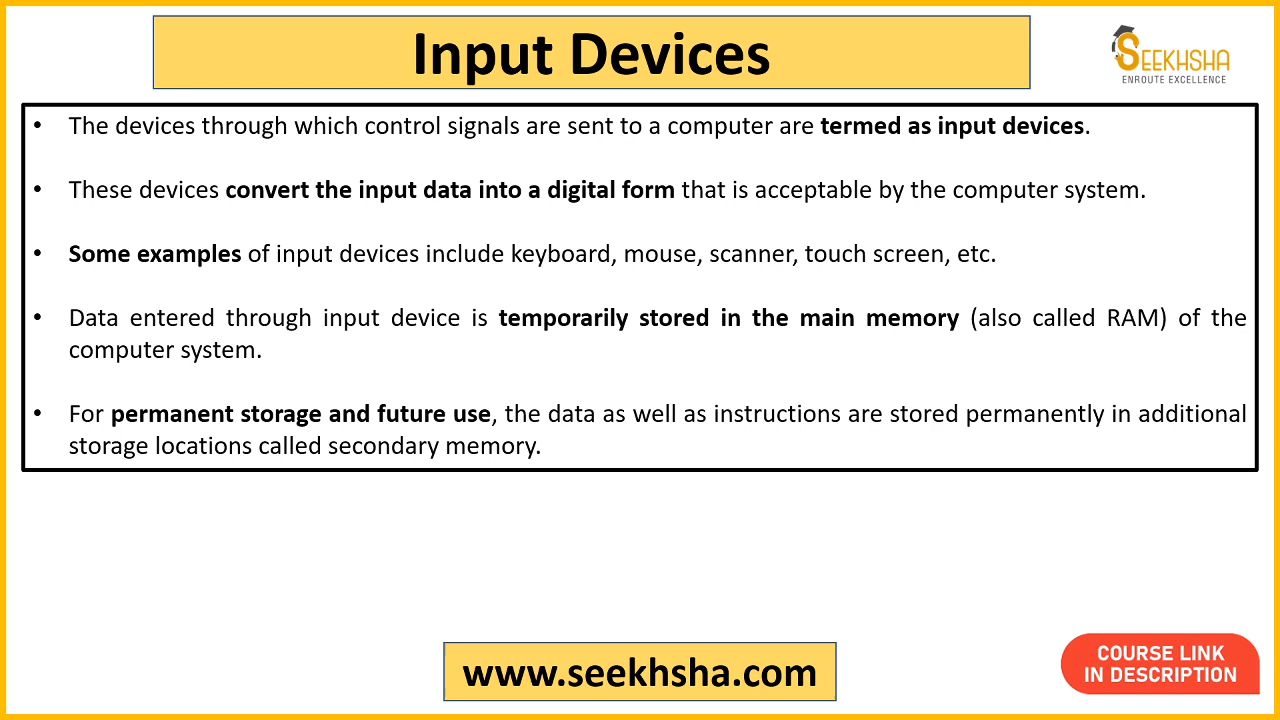 Input Devices
SEEKHSHA
ENROUTE EXCELLENCE
• The devices through which control signals are sent to a computer are termed as input devices.
• These devices convert the input data into a digital form that is acceptable by the computer system.
• Some examples of input devices include keyboard, mouse, scanner, touch screen, etc.
• Data entered through input device is temporarily stored in the main memory (also called RAM) of the
computer system.
• For permanent storage and future use, the data as well as instructions are stored permanently in additional
storage locations called secondary memory.
www.seekhsha.com
COURSE LINK
IN DESCRIPTION